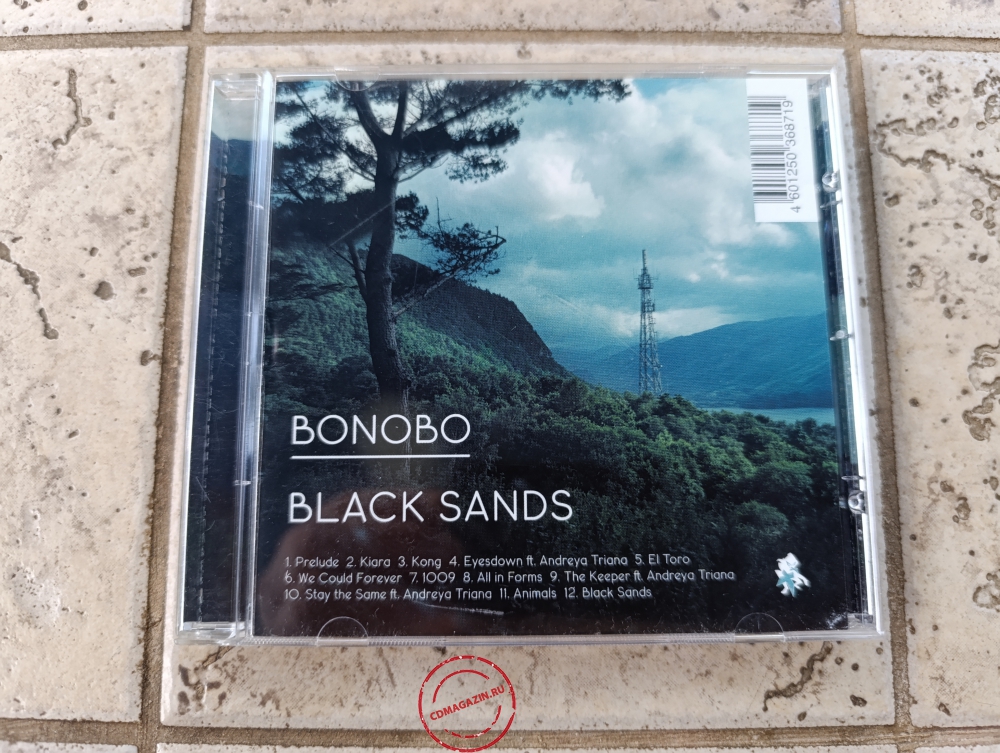 4 601250 368719
BONOBO
BLACK SANDS
1. Prelude 2. Kiara 3. Kong 4. Eyesdown ft. Andreya Triana 5. El Toro
6. We Could Forever 7. 1009 8. All in Forms 9. The Keeper ft. Andreya Triana
10. Stay the Same ft. Andreya Triana 11. Animals 12. Black Sands
CDMAGAZIN.RU